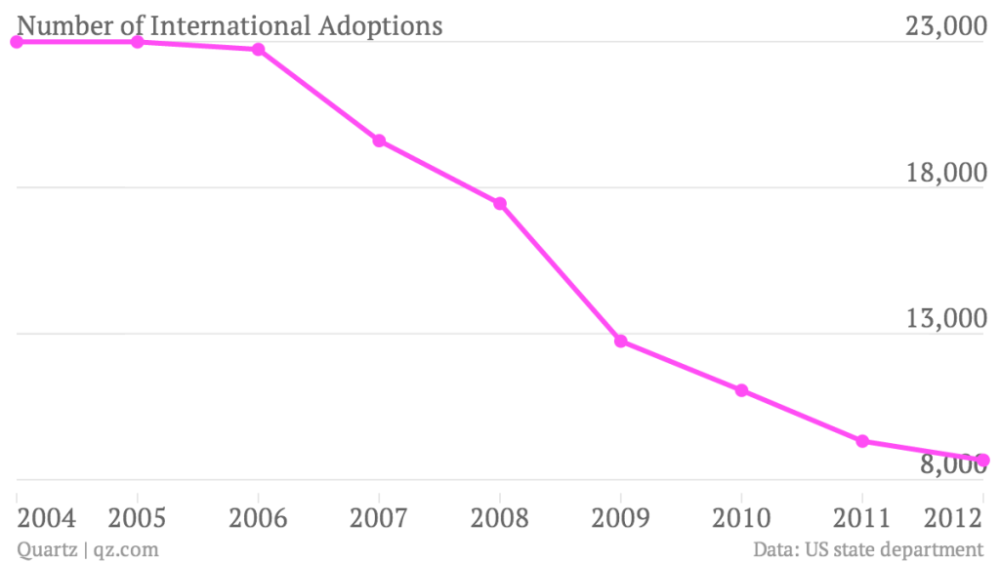 Number of International Adoptions
23,000
18,000
13,000
8,000
2004 2005 2006 2007 2008 2009 2010 2011 2012
Quartz | qz.com
Data: US state department